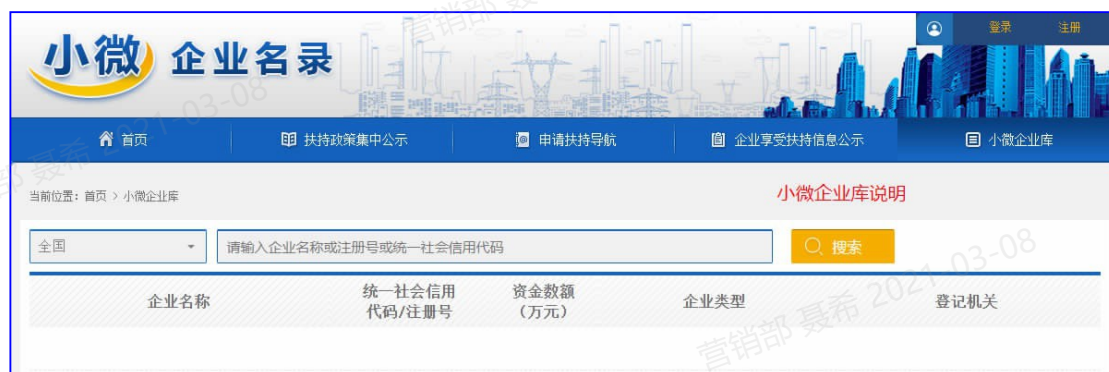 小微 企业名录
登录 注册
首页 扶持政策集中公示 申请扶持导航 企业享受扶持信息公示 小微企业库
当前位置：首页 > 小微企业库
小微企业库说明
全国 请输入企业名称或注册号或统一社会信用代码 搜索
企业名称 统一社会信用代码/注册号 资金数额（万元） 企业类型 登记机关
营销部 聂希 2021-03-08